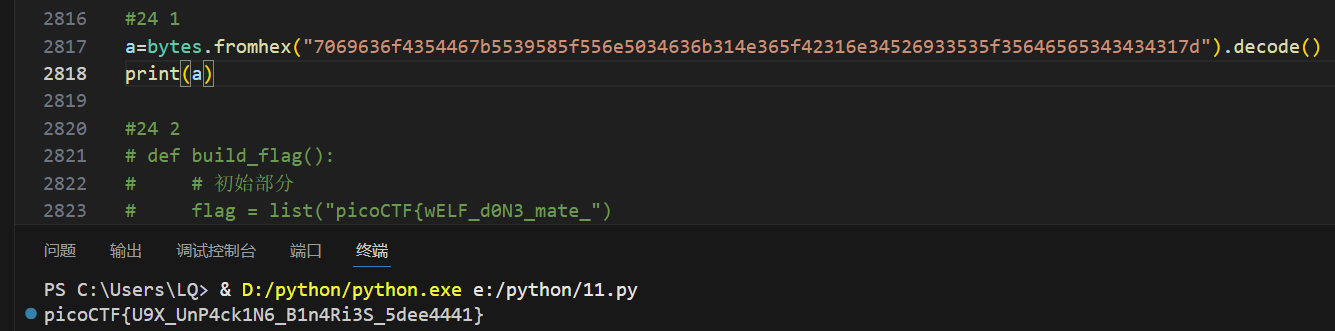 2816 #24 1
2817 a=bytes.fromhex("7069636f4354467b5539585f556e5034636b314e365f42316e34526933535f35646565343434317d").decode()
2818 print(a)
2819
2820 #24 2
2821 # def build_flag():
2822 #     # 初始部分
2823 #     flag = list("picoCTF{wELF_d0N3_mate_")
问题 输出 调试控制台 端口 终端
PS C:\Users\LQ> & D:/python/python.exe e:/python/11.py
picoCTF{U9X_UnP4ck1N6_B1n4Ri3S_5dee4441}